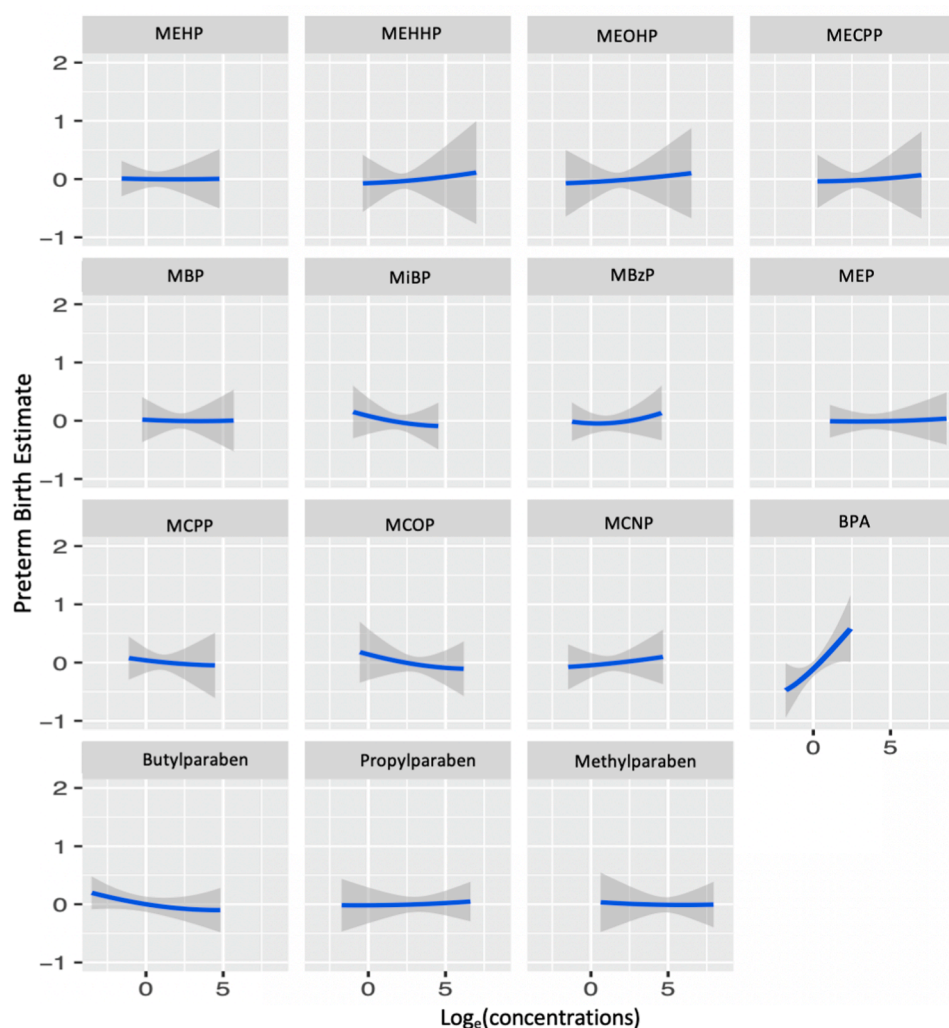 MEHP MEHHP MEOHP MECPP
2
1
0
−1
MBP MiBP MBzP MEP
2
1
0
−1
MCPP MCOP MCNP BPA
2
1
0
−1
0 5
Butylparaben Propylparaben Methylparaben
2
1
0
−1
0 5 0 5 0 5
Preterm Birth Estimate
Logₑ(concentrations)